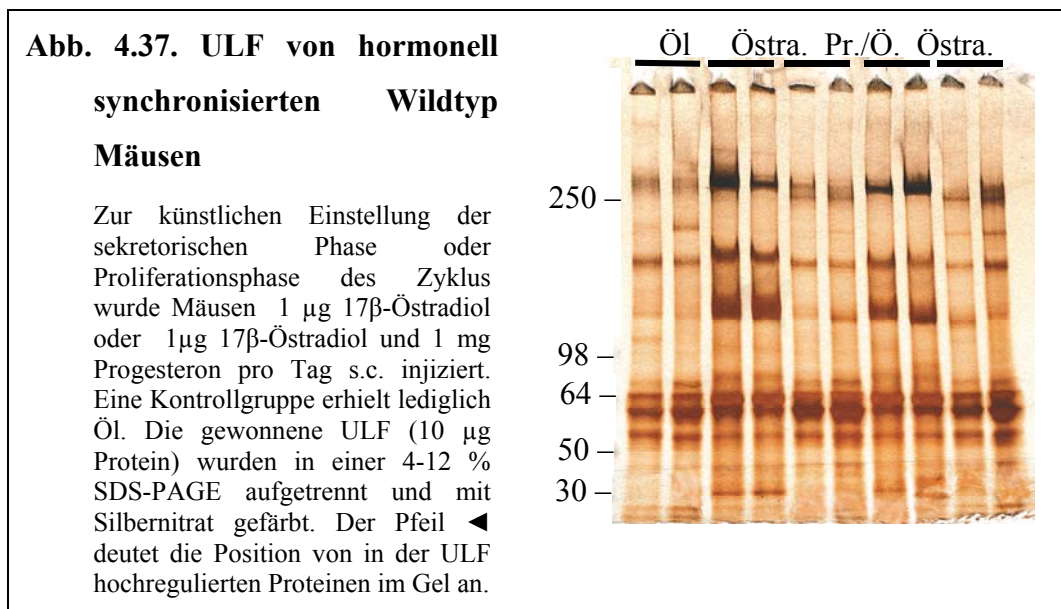 Abb. 4.37. ULF von hormonell
synchronisierten Wildtyp
Mäusen
Zur künstlichen Einstellung der
sekretorischen Phase oder
Proliferationsphase des Zyklus
wurde Mäusen 1 µg 17β-Östradiol
oder 1µg 17β-Östradiol und 1 mg
Progesteron pro Tag s.c. injiziert.
Eine Kontrollgruppe erhielt lediglich
Öl. Die gewonnene ULF (10 µg
Protein) wurden in einer 4-12 %
SDS-PAGE aufgetrennt und mit
Silbernitrat gefärbt. Der Pfeil ◄
deutet die Position von in der ULF
hochregulierten Proteinen im Gel an.
Öl Östra. Pr./Ö. Östra.
250 –
98 –
64 –
50 –
30 –